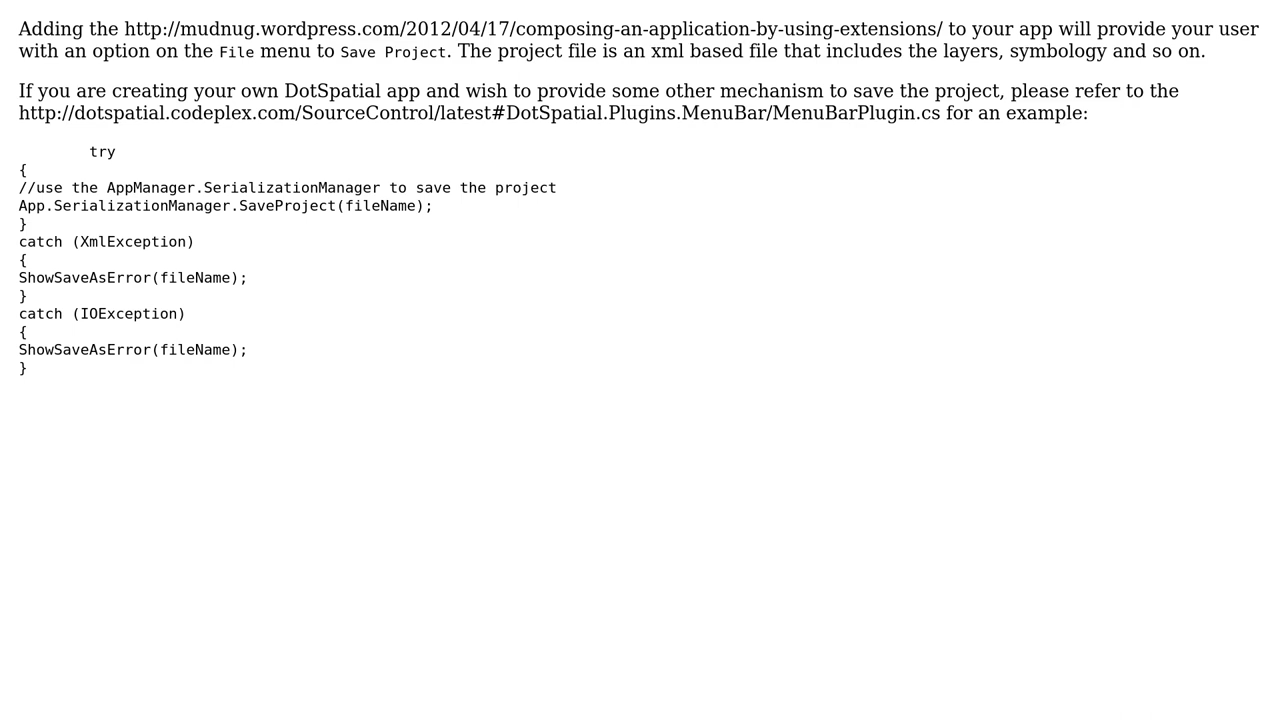 Adding the http://mudnug.wordpress.com/2012/04/17/composing-an-application-by-using-extensions/ to your app will provide your user
with an option on the File menu to Save Project. The project file is an xml based file that includes the layers, symbology and so on.
If you are creating your own DotSpatial app and wish to provide some other mechanism to save the project, please refer to the
http://dotspatial.codeplex.com/SourceControl/latest#DotSpatial.Plugins.MenuBar/MenuBarPlugin.cs for an example:
        try
{
//use the AppManager.SerializationManager to save the project
App.SerializationManager.SaveProject(fileName);
}
catch (XmlException)
{
ShowSaveAsError(fileName);
}
catch (IOException)
{
ShowSaveAsError(fileName);
}